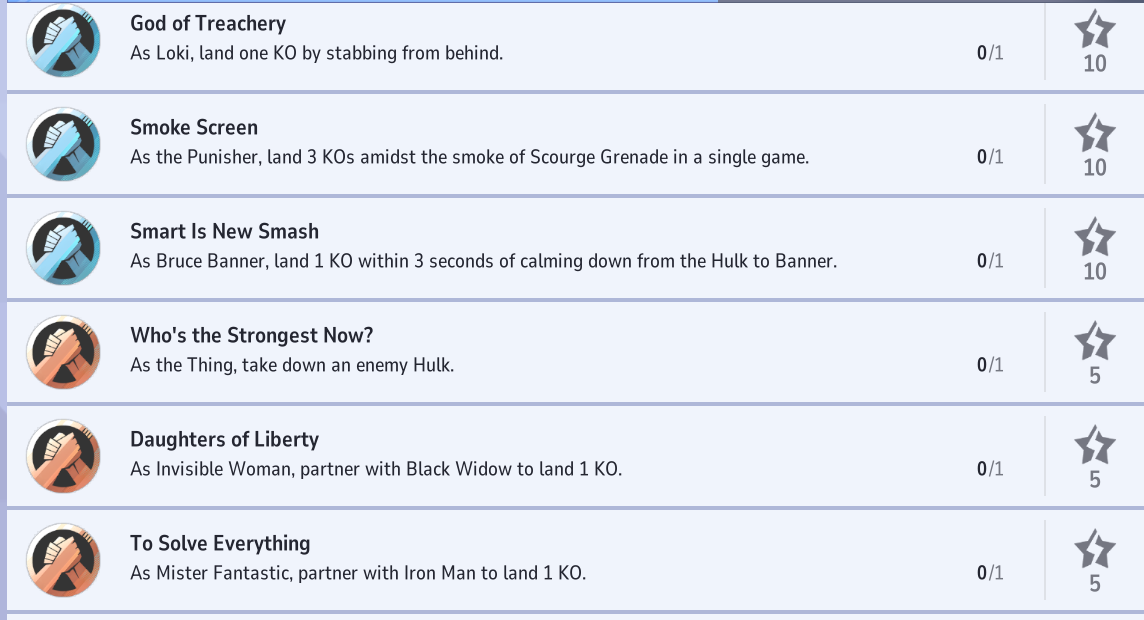 God of Treachery
As Loki, land one KO by stabbing from behind.
0/1
10
Smoke Screen
As the Punisher, land 3 KOs amidst the smoke of Scourge Grenade in a single game.
0/1
10
Smart Is New Smash
As Bruce Banner, land 1 KO within 3 seconds of calming down from the Hulk to Banner.
0/1
10
Who's the Strongest Now?
As the Thing, take down an enemy Hulk.
0/1
5
Daughters of Liberty
As Invisible Woman, partner with Black Widow to land 1 KO.
0/1
5
To Solve Everything
As Mister Fantastic, partner with Iron Man to land 1 KO.
0/1
5